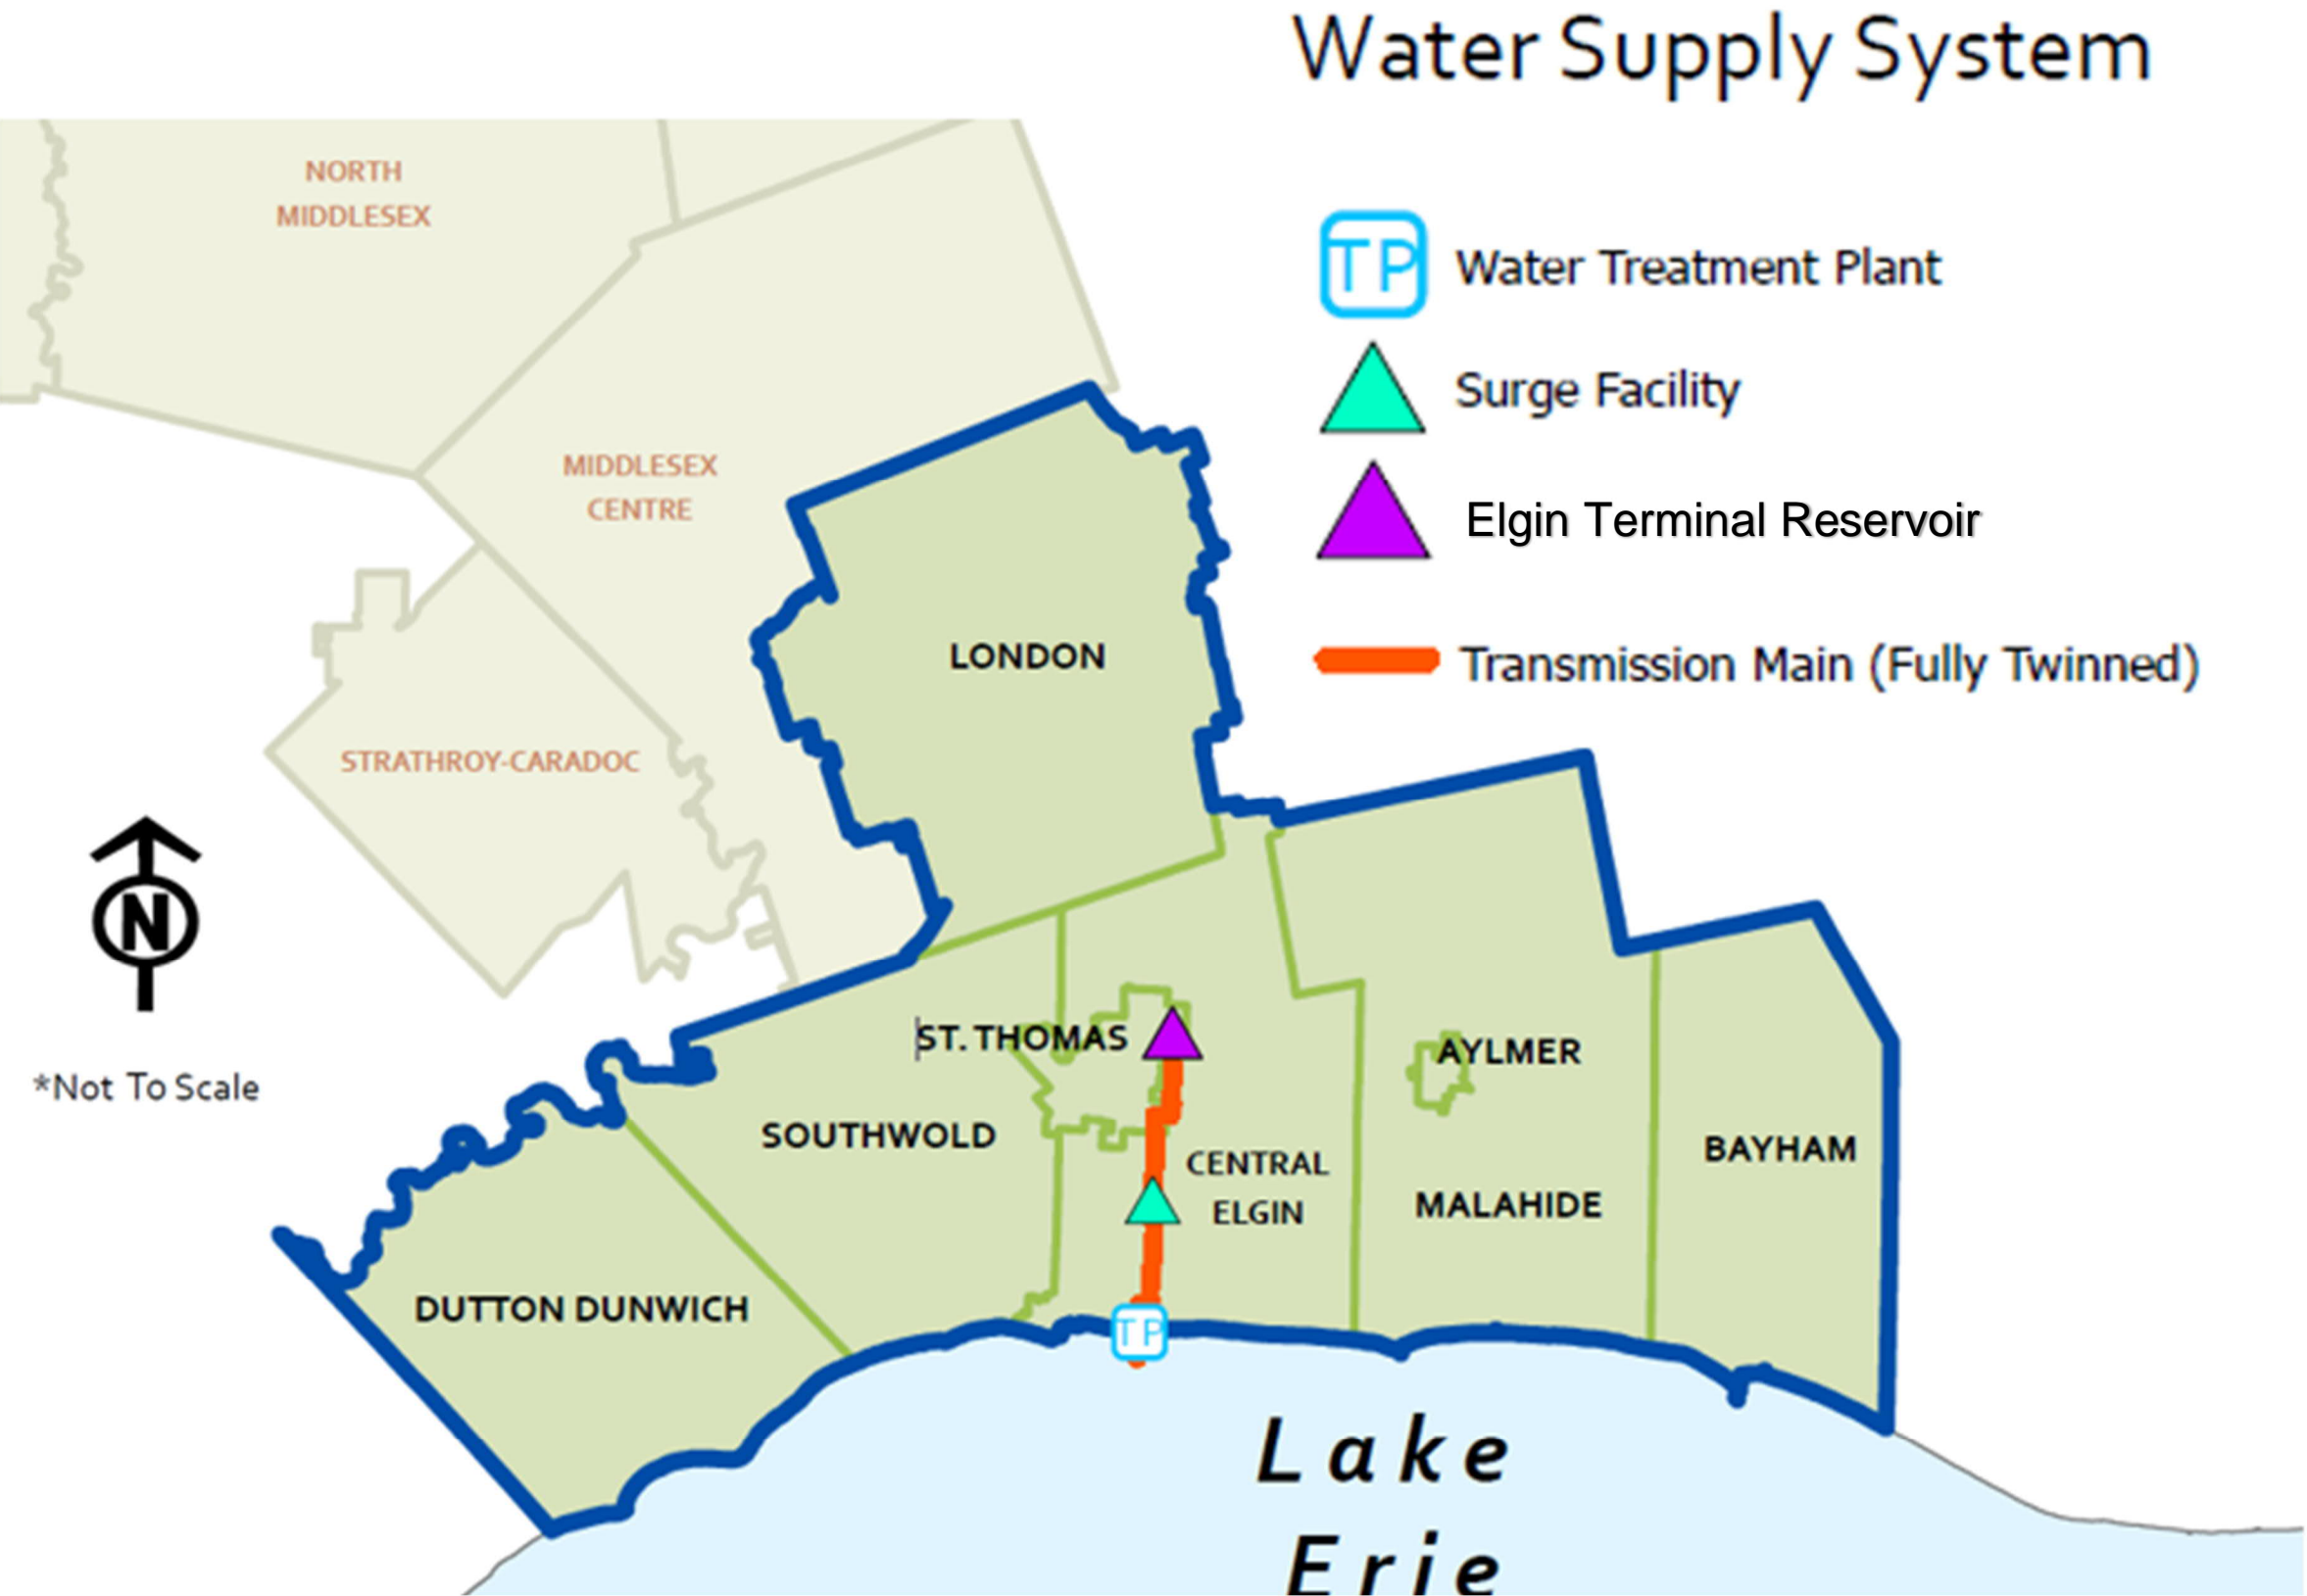 Water Supply System
TP Water Treatment Plant
Surge Facility
Elgin Terminal Reservoir
Transmission Main (Fully Twinned)
NORTH
MIDDLESEX
MIDDLESEX
CENTRE
LONDON
STRATHROY-CARADOC
N
*Not To Scale
ST. THOMAS
AYLMER
SOUTHWOLD
CENTRAL
ELGIN
BAYHAM
MALAHIDE
DUTTON DUNWICH
TP
Lake
Erie